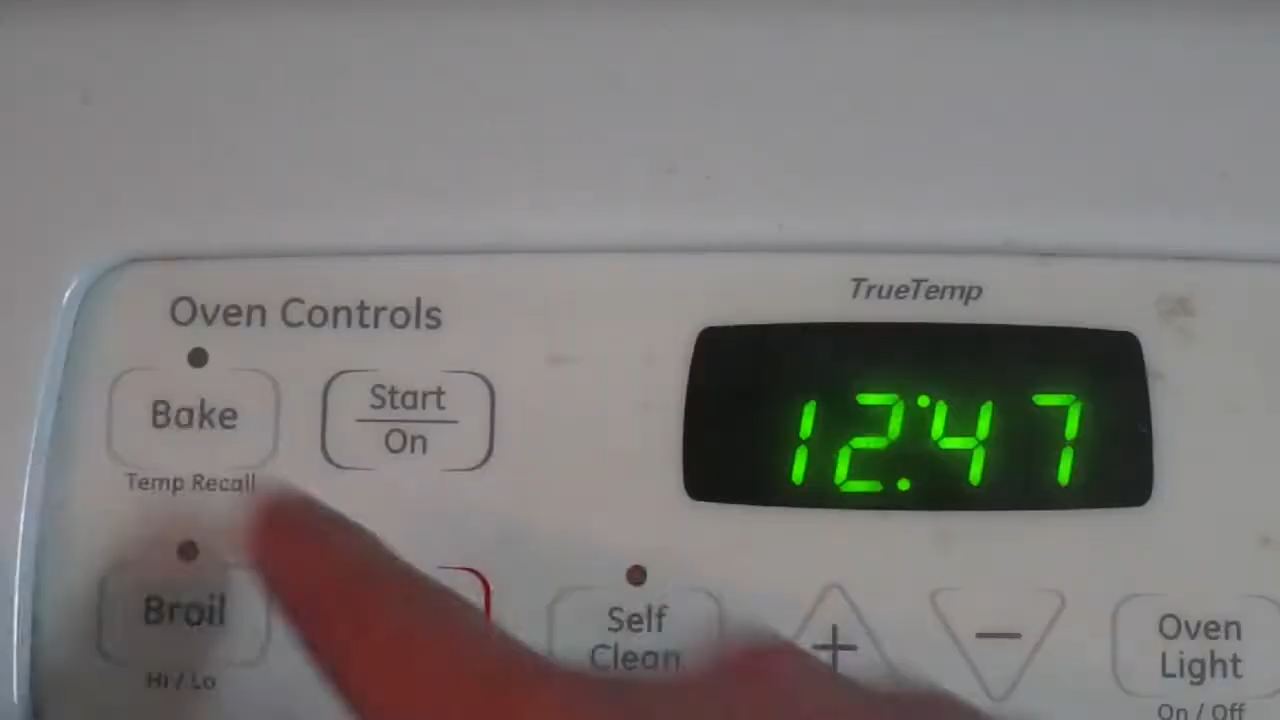 TrueTemp
Oven Controls
Bake
Start
On
12:47
Temp Recall
Broil
Hi / Lo
Self
Clean
+
−
Oven
Light
On / Off